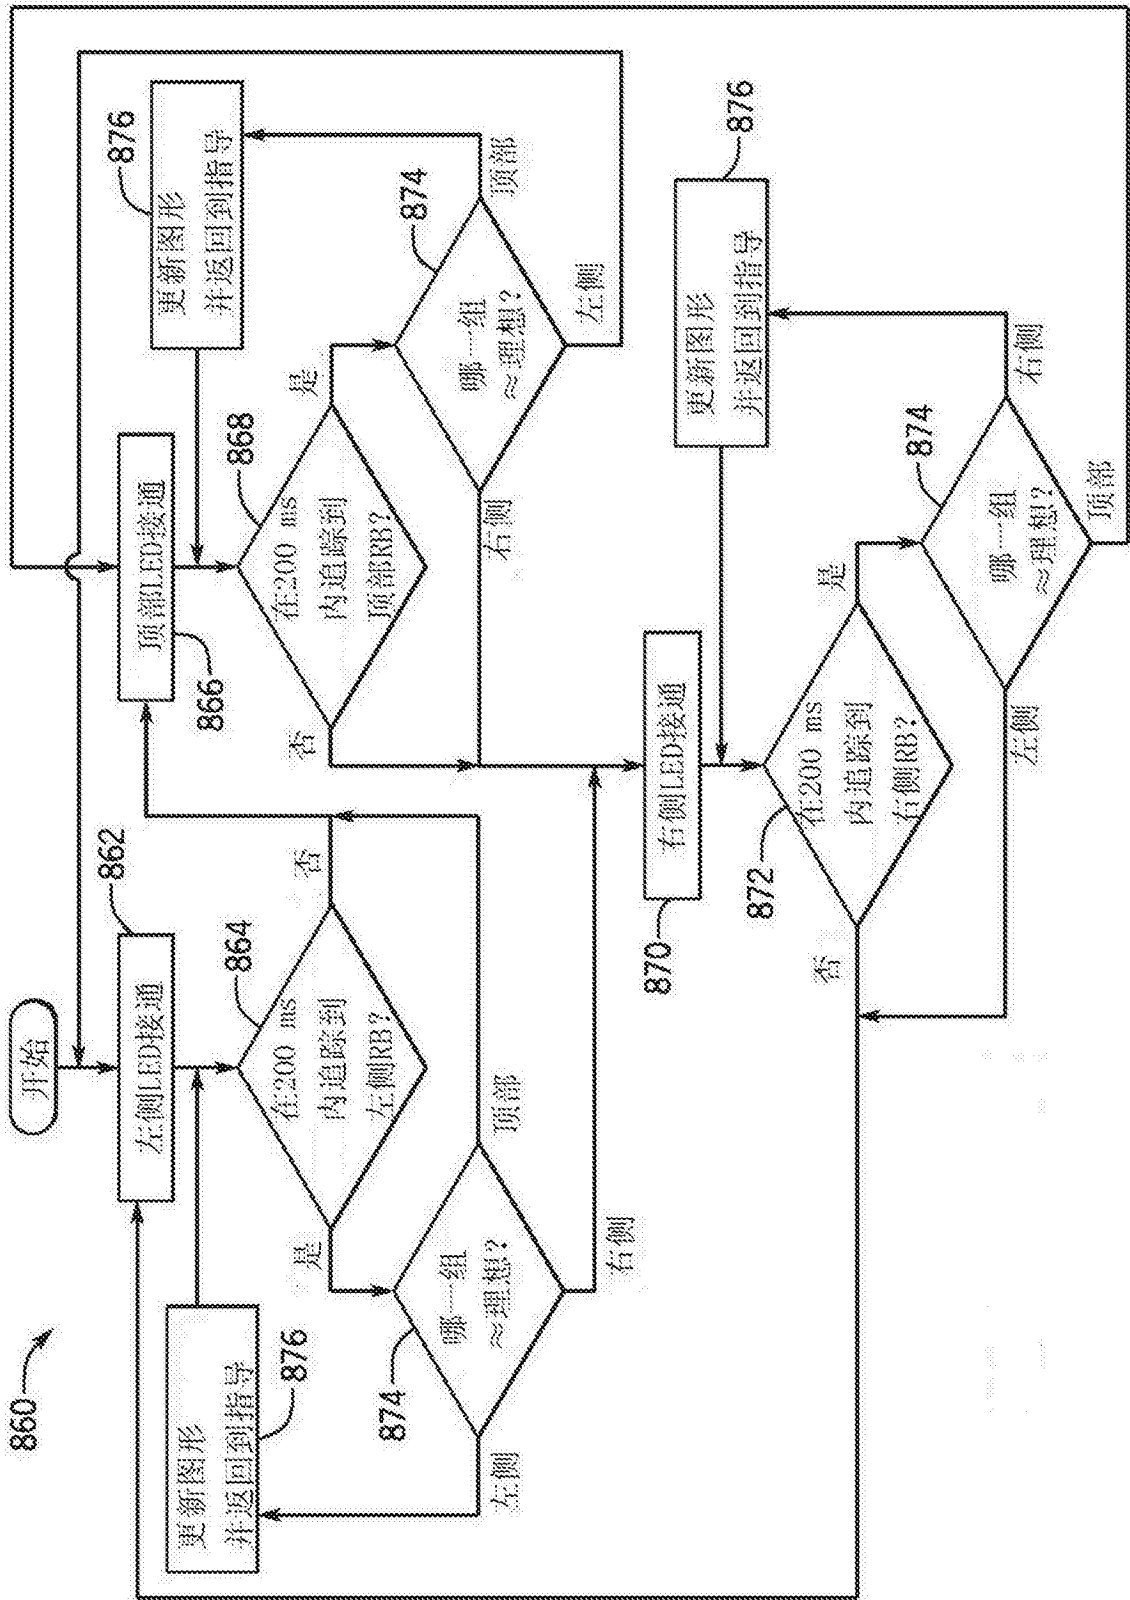 860
开始
862
左侧LED接通
864
在200 ms
内追踪到
左侧RB?
是
否
874
哪一组
≈理想?
左侧
顶部
右侧
876
更新图形
并返回到指导
866
顶部LED接通
868
在200 ms
内追踪到
顶部RB?
否
是
874
哪一组
≈理想?
右侧
顶部
左侧
876
更新图形
并返回到指导
870
右侧LED接通
872
在200 ms
内追踪到
右侧RB?
否
是
874
哪一组
≈理想?
左侧
右侧
顶部
876
更新图形
并返回到指导